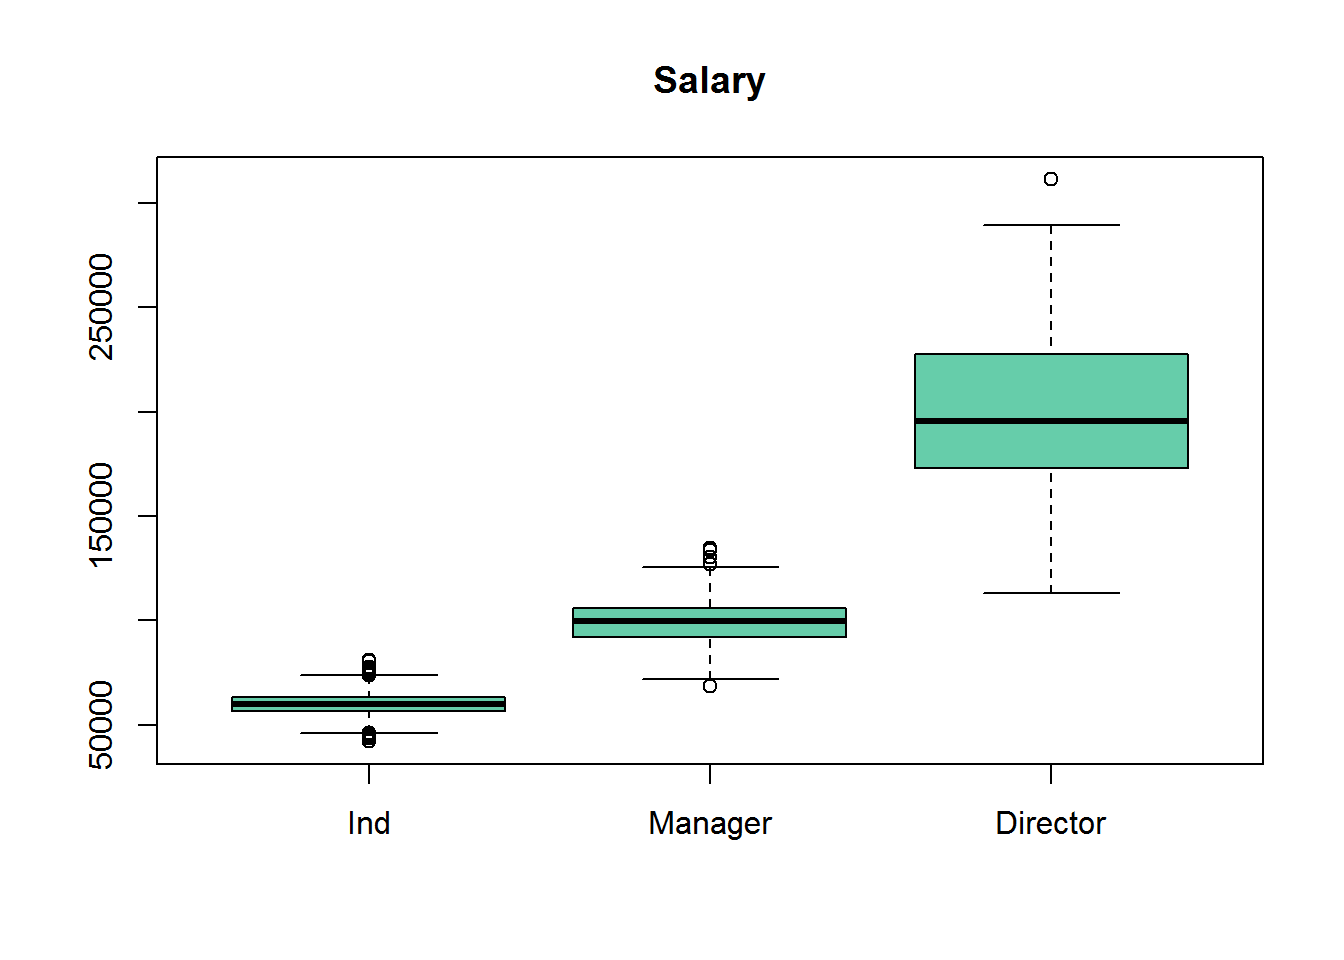 Salary
250000
150000
50000
Ind
Manager
Director